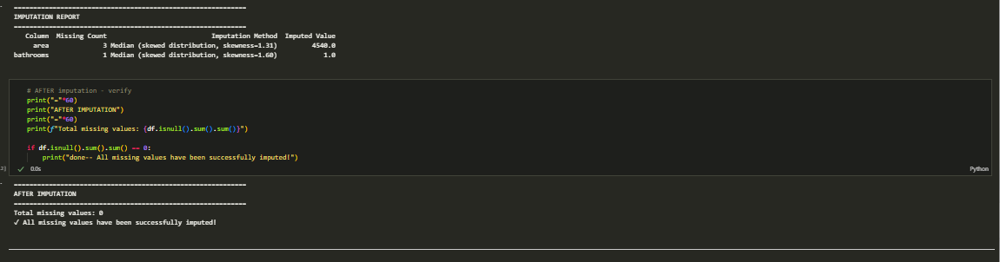 ============================================================
IMPUTATION REPORT
============================================================
Column Missing Count Imputation Method Imputed Value
area 3 Median (skewed distribution, skewness=1.31) 4540.0
bathrooms 1 Median (skewed distribution, skewness=1.60) 1.0
# AFTER imputation - verify
print("="*60)
print("AFTER IMPUTATION")
print("="*60)
print(f"Total missing values: {df.isnull().sum().sum()}")
if df.isnull().sum().sum() == 0:
print("done-- All missing values have been successfully imputed!")
✓ 0.0s
Python
============================================================
AFTER IMPUTATION
============================================================
Total missing values: 0
✓ All missing values have been successfully imputed!